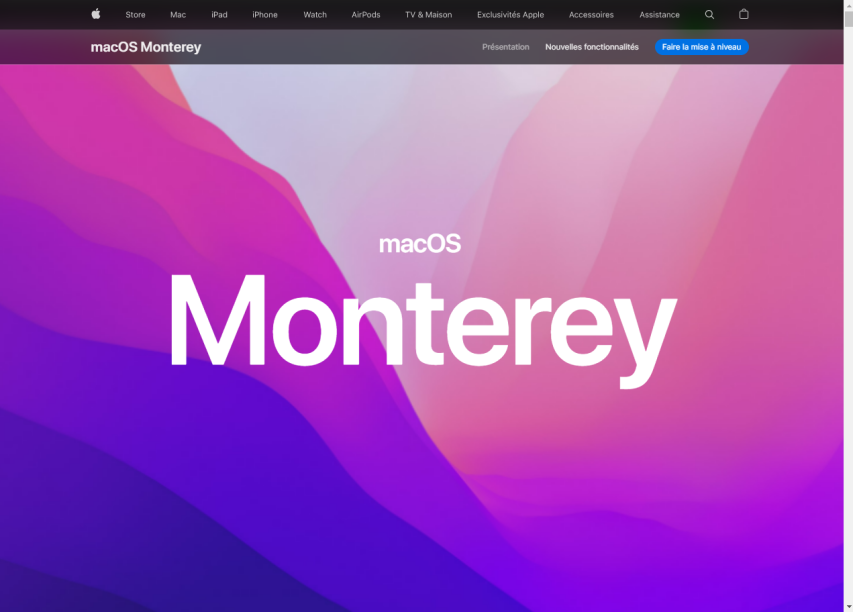 Store Mac iPad iPhone Watch AirPods TV & Maison Exclusivités Apple Accessoires Assistance
macOS Monterey Présentation Nouvelles fonctionnalités Faire la mise à niveau
macOS
Monterey